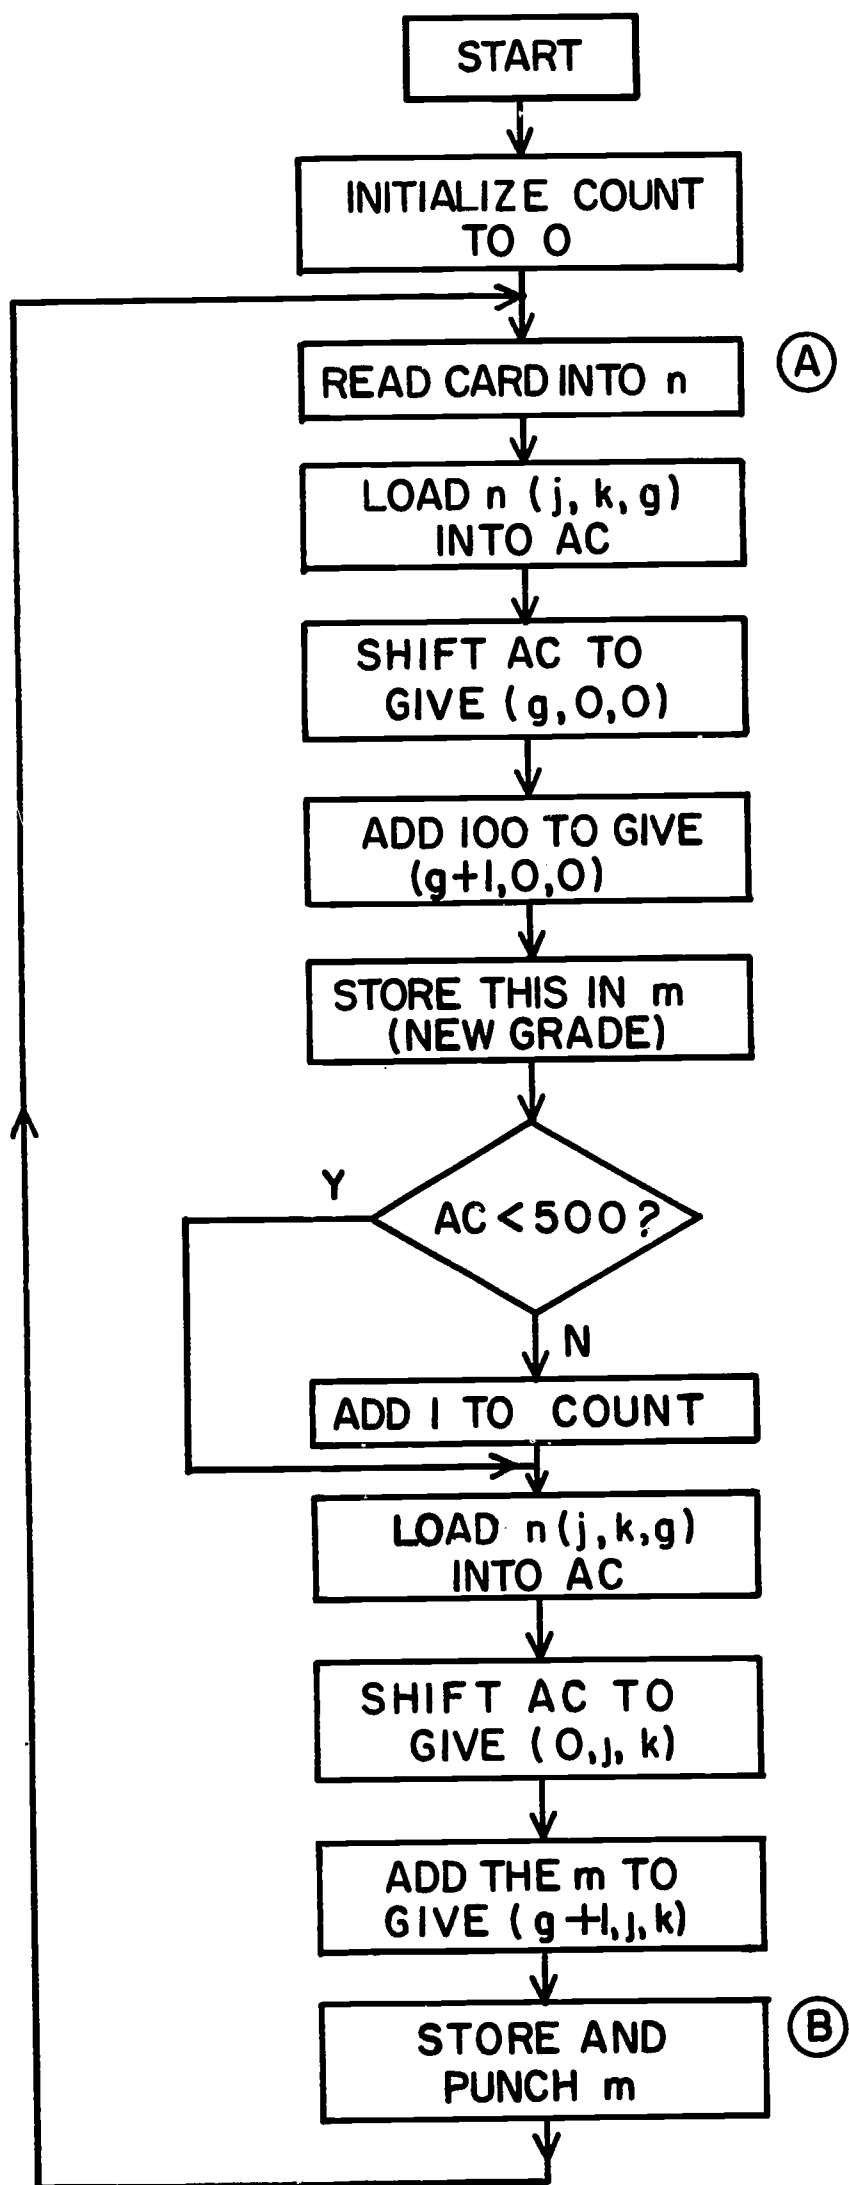 START
INITIALIZE COUNT
TO 0
READ CARD INTO n
A
LOAD n (j, k, g)
INTO AC
SHIFT AC TO
GIVE (g,0,0)
ADD 100 TO GIVE
(g+1,0,0)
STORE THIS IN m
(NEW GRADE)
Y
AC < 500 ?
N
ADD 1 TO COUNT
LOAD n(j,k,g)
INTO AC
SHIFT AC TO
GIVE (0,j,k)
ADD THE m TO
GIVE (g+1,j,k)
STORE AND
PUNCH m
B